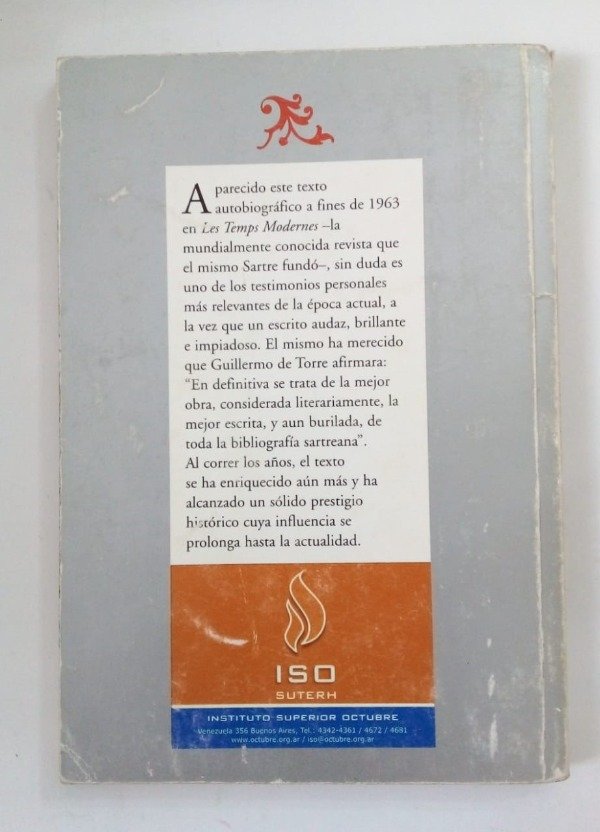 Aparecido este texto
autobiográfico a fines de 1963
en Les Temps Modernes –la
mundialmente conocida revista que
el mismo Sartre fundó–, sin duda es
uno de los testimonios personales
más relevantes de la época actual, a
la vez que un escrito audaz, brillante
e impiadoso. El mismo ha merecido
que Guillermo de Torre afirmara:
“En definitiva se trata de la mejor
obra, considerada literariamente, la
mejor escrita, y aun burilada, de
toda la bibliografía sartreana”.
Al correr los años, el texto
se ha enriquecido aún más y ha
alcanzado un sólido prestigio
histórico cuya influencia se
prolonga hasta la actualidad.
ISO
SUTERH
INSTITUTO SUPERIOR OCTUBRE
Venezuela 356 Buenos Aires, Tel.: 4342-4361 / 4672 / 4681
www.octubre.org.ar / iso@octubre.org.ar